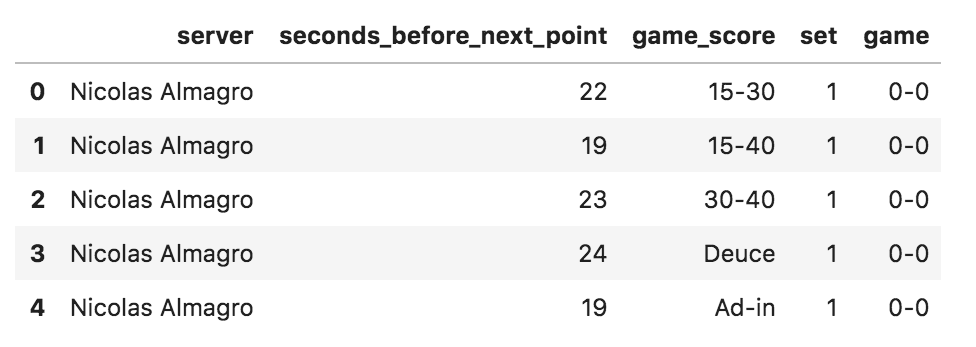 server seconds_before_next_point game_score set game
0 Nicolas Almagro 22 15-30 1 0-0
1 Nicolas Almagro 19 15-40 1 0-0
2 Nicolas Almagro 23 30-40 1 0-0
3 Nicolas Almagro 24 Deuce 1 0-0
4 Nicolas Almagro 19 Ad-in 1 0-0